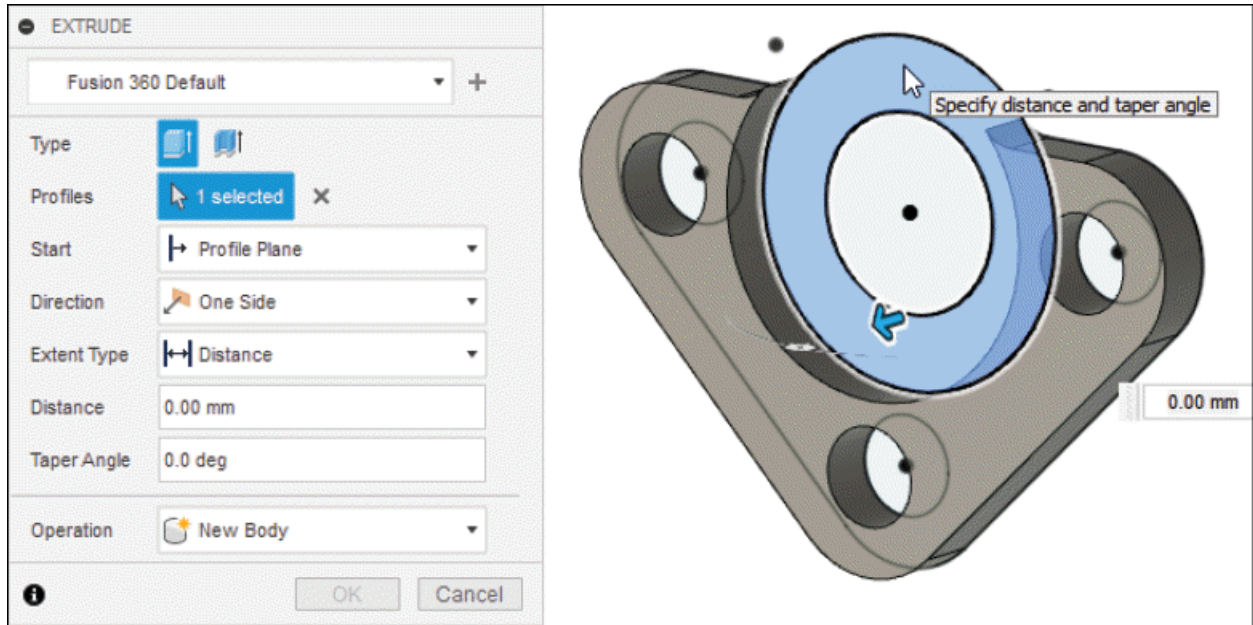 EXTRUDE
Fusion 360 Default
Type
Profiles 1 selected
Start Profile Plane
Direction One Side
Extent Type Distance
Distance 0.00 mm
Taper Angle 0.0 deg
Operation New Body
OK Cancel
Specify distance and taper angle
0.00 mm